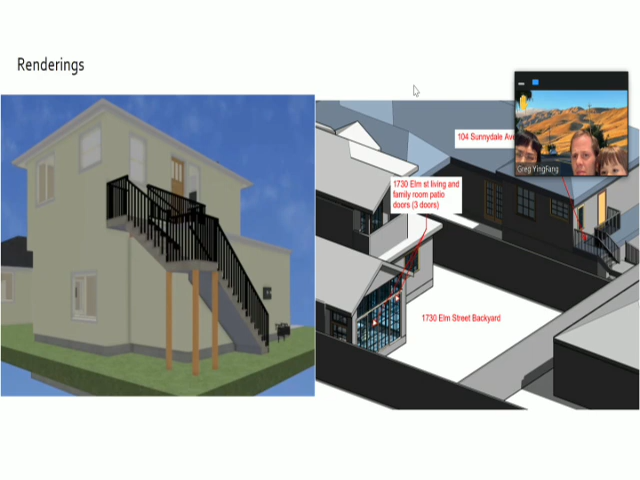 Renderings
104 Sunnydale Ave
1730 Elm st living and
family room patio
doors (3 doors)
Greg YingFang
1730 Elm Street Backyard